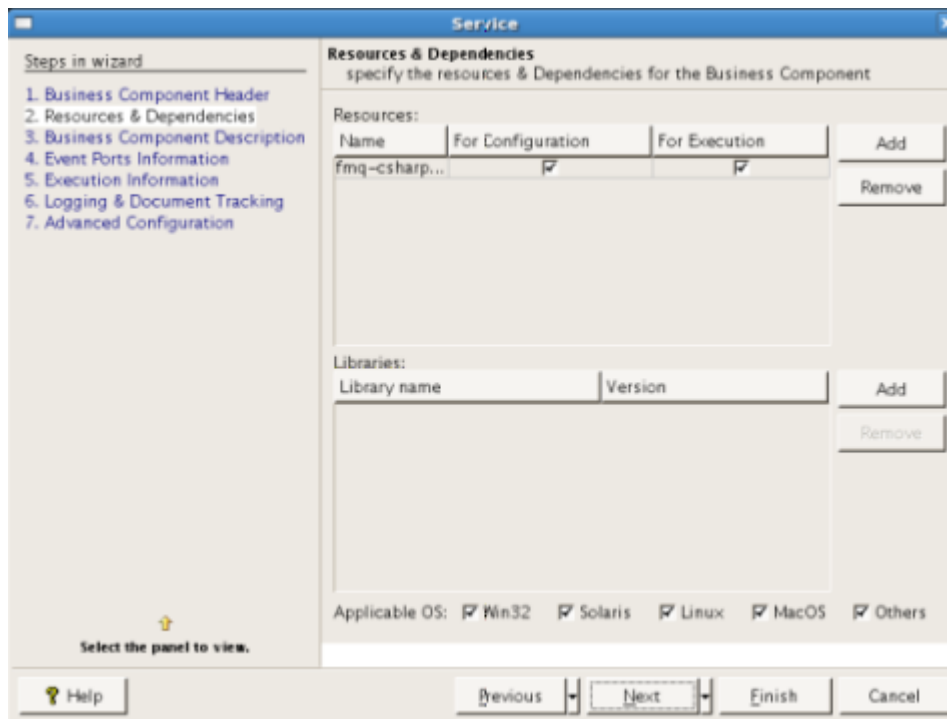 Service
Steps in wizard
1. Business Component Header
2. Resources & Dependencies
3. Business Component Description
4. Event Ports Information
5. Execution Information
6. Logging & Document Tracking
7. Advanced Configuration
Select the panel to view.
Resources & Dependencies
specify the resources & Dependencies for the Business Component
Resources:
Name For Configuration For Execution
fmq-csharp...
Add
Remove
Libraries:
Library name Version
Add
Remove
Applicable OS: Win32 Solaris Linux MacOS Others
Help Previous Next Finish Cancel